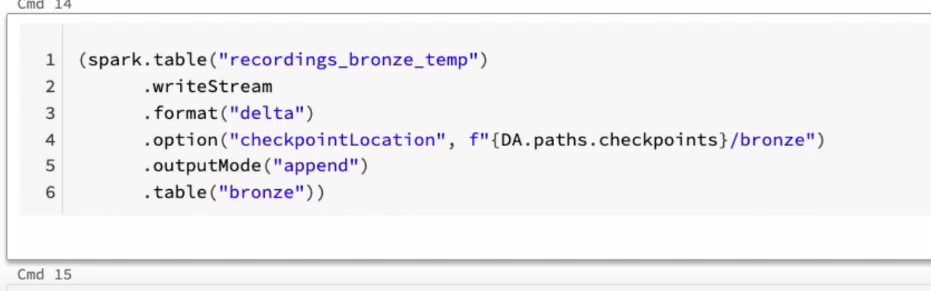 Cmd 14
1 (spark.table("recordings_bronze_temp")
2 .writeStream
3 .format("delta")
4 .option("checkpointLocation", f"{DA.paths.checkpoints}/bronze")
5 .outputMode("append")
6 .table("bronze"))
Cmd 15